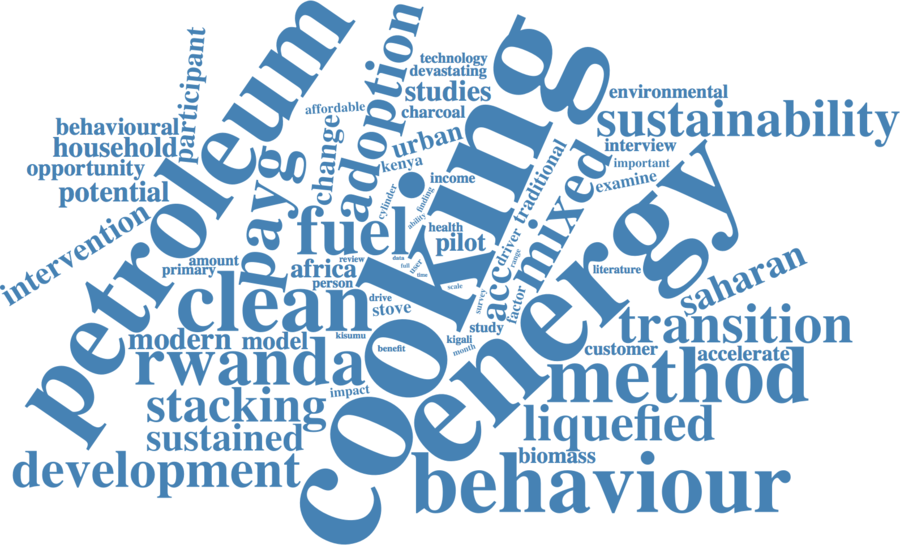 petroleum
cooking
energy
behaviour
clean
fuel
rwanda
method
mixed
adoption
payg
transition
sustainability
development
liquefied
stacking
sustained
saharan
intervention
participant
behavioural
household
opportunity
potential
affordable
change
technology
devastating
studies
charcoal
urban
kenya
income
cylinder
finding
ability
health
pilot
traditional
driver
range
acc
environmental
interview
important
examine
literature
factor
survey
study
kigali
month
scale
time
user
full
data
review
africa
person
amount
primary
drive
stove
modern
model
kisumu
benefit
impact
customer
accelerate
biomass